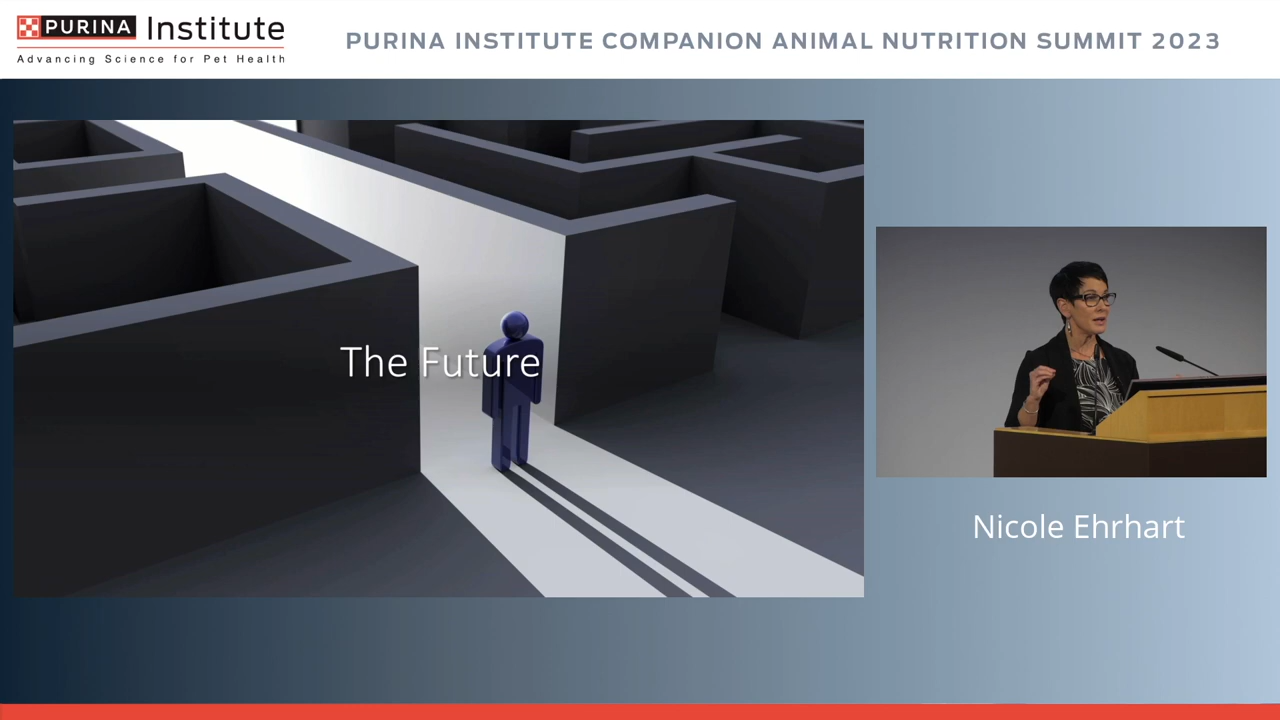 PURINA Institute
Advancing Science for Pet Health
PURINA INSTITUTE COMPANION ANIMAL NUTRITION SUMMIT 2023
The Future
Nicole Ehrhart